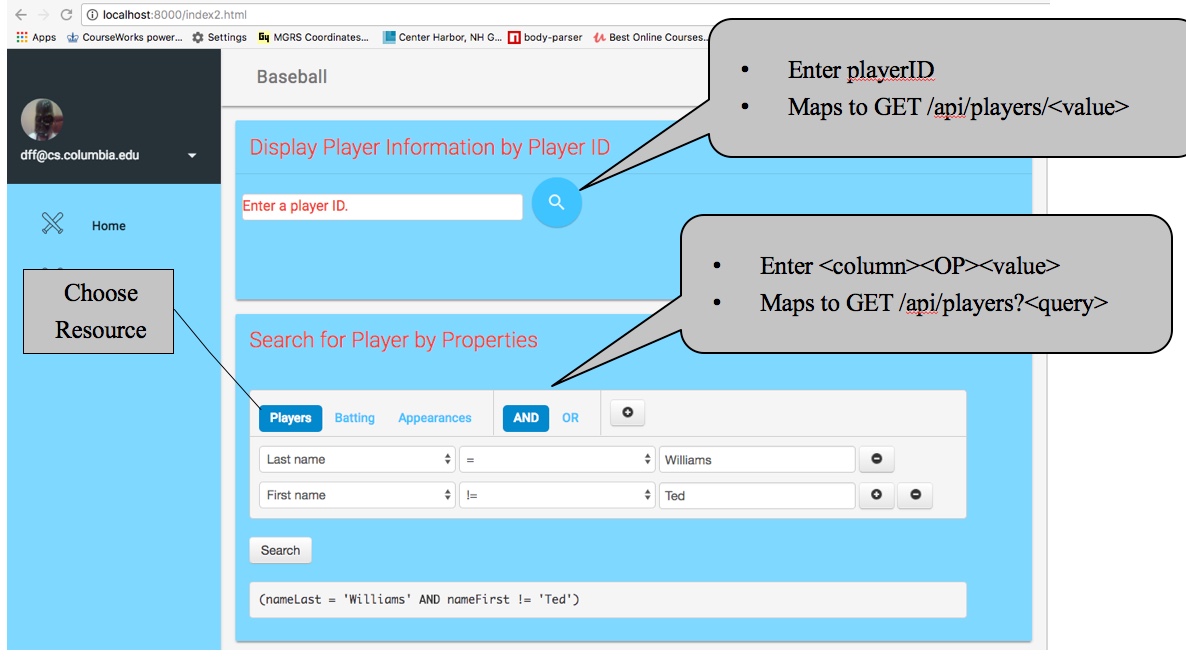 localhost:8000/index2.html
Apps CourseWorks power... Settings MGRS Coordinates... Center Harbor, NH G... body-parser Best Online Courses...
Baseball
• Enter playerID
• Maps to GET /api/players/<value>
dff@cs.columbia.edu
Display Player Information by Player ID
Enter a player ID.
Home
• Enter <column><OP><value>
• Maps to GET /api/players?<query>
Choose
Resource
Search for Player by Properties
Players Batting Appearances AND OR
Last name = Williams
First name != Ted
Search
(nameLast = 'Williams' AND nameFirst != 'Ted')